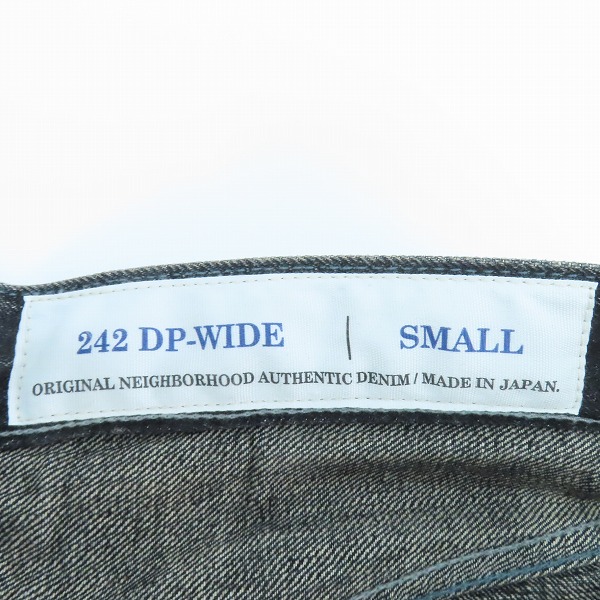 242 DP-WIDE | SMALL
ORIGINAL NEIGHBORHOOD AUTHENTIC DENIM / MADE IN JAPAN.